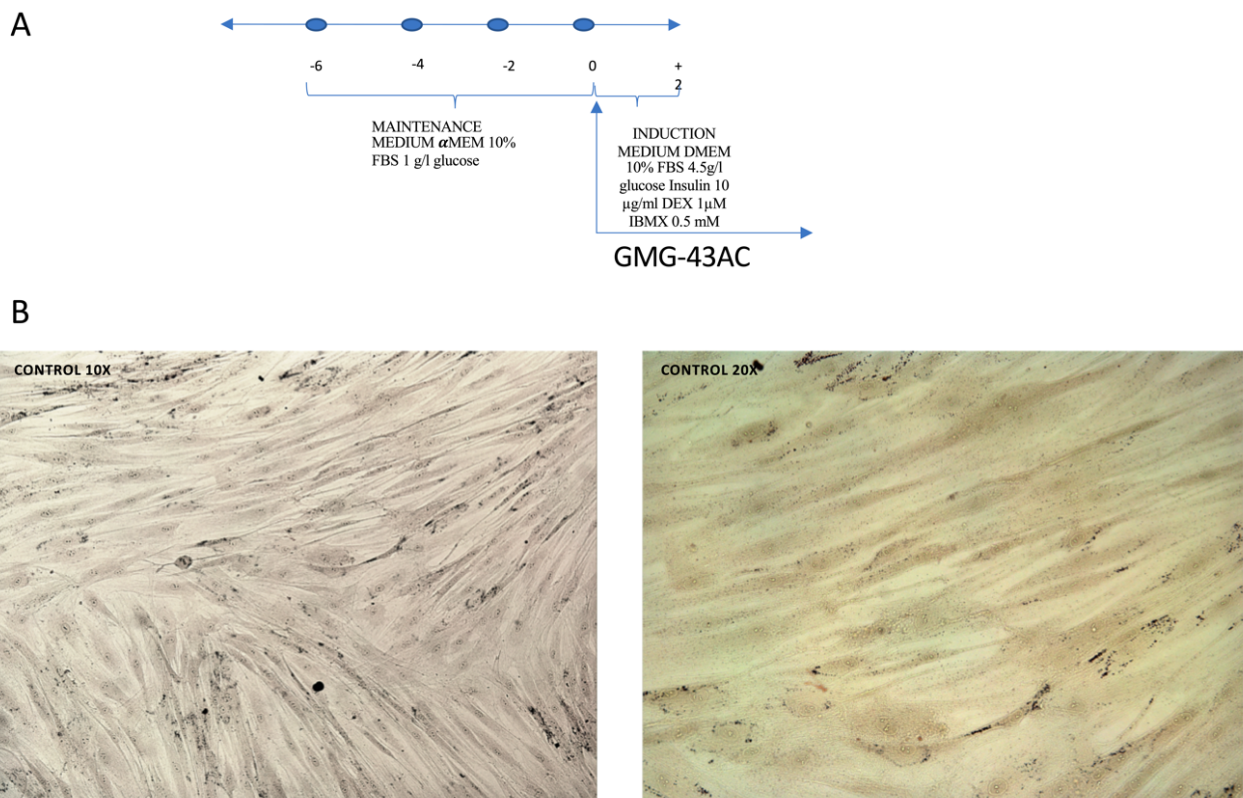 A
-6
-4
-2
0
+
2
MAINTENANCE
MEDIUM αMEM 10%
FBS 1 g/l glucose
INDUCTION
MEDIUM DMEM
10% FBS 4.5g/l
glucose Insulin 10
µg/ml DEX 1µM
IBMX 0.5 mM
GMG-43AC
B
CONTROL 10X
CONTROL 20X